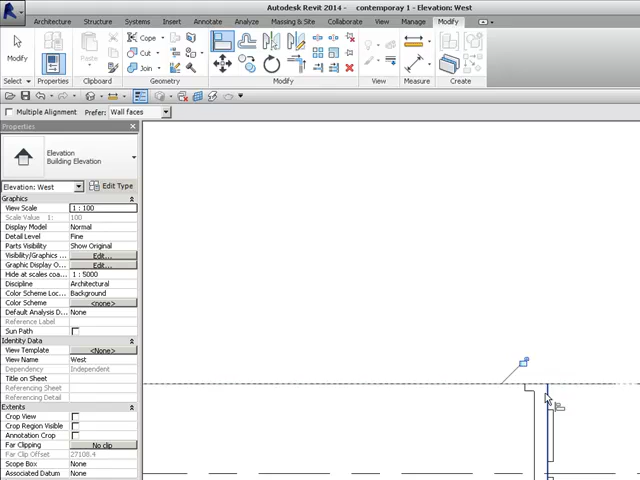 Autodesk Revit 2014 - contemporay 1 - Elevation: West
Architecture Structure Systems Insert Annotate Analyze Massing & Site Collaborate View Manage Modify
Modify Paste Cope Cut Join
Select Properties Clipboard Geometry Modify View Measure Create
Multiple Alignment Prefer: Wall faces
Properties
Elevation
Building Elevation
Elevation: West Edit Type
Graphics
View Scale 1 : 100
Scale Value 1: 100
Display Model Normal
Detail Level Fine
Parts Visibility Show Original
Visibility/Graphics ... Edit...
Graphic Display O... Edit...
Hide at scales coa... 1 : 5000
Discipline Architectural
Color Scheme Loc... Background
Color Scheme <none>
Default Analysis D... None
Reference Label
Sun Path
Identity Data
View Template <None>
View Name West
Dependency Independent
Title on Sheet
Referencing Sheet
Referencing Detail
Extents
Crop View
Crop Region Visible
Annotation Crop
Far Clipping No clip
Far Clip Offset 27108.4
Scope Box None
Associated Datum None